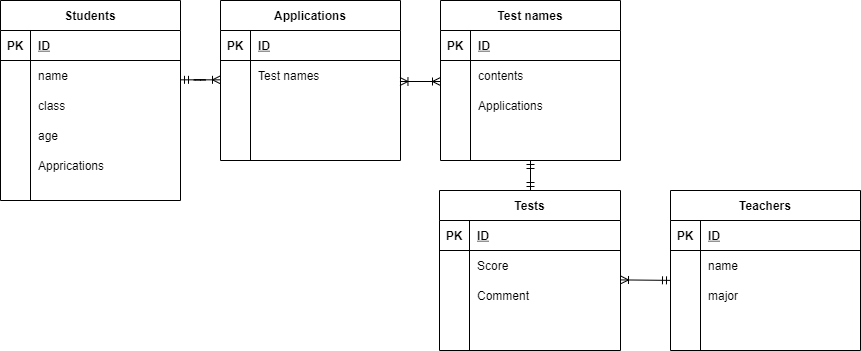 Students
PK ID
name
class
age
Apprications
Applications
PK ID
Test names
Test names
PK ID
contents
Applications
Tests
PK ID
Score
Comment
Teachers
PK ID
name
major